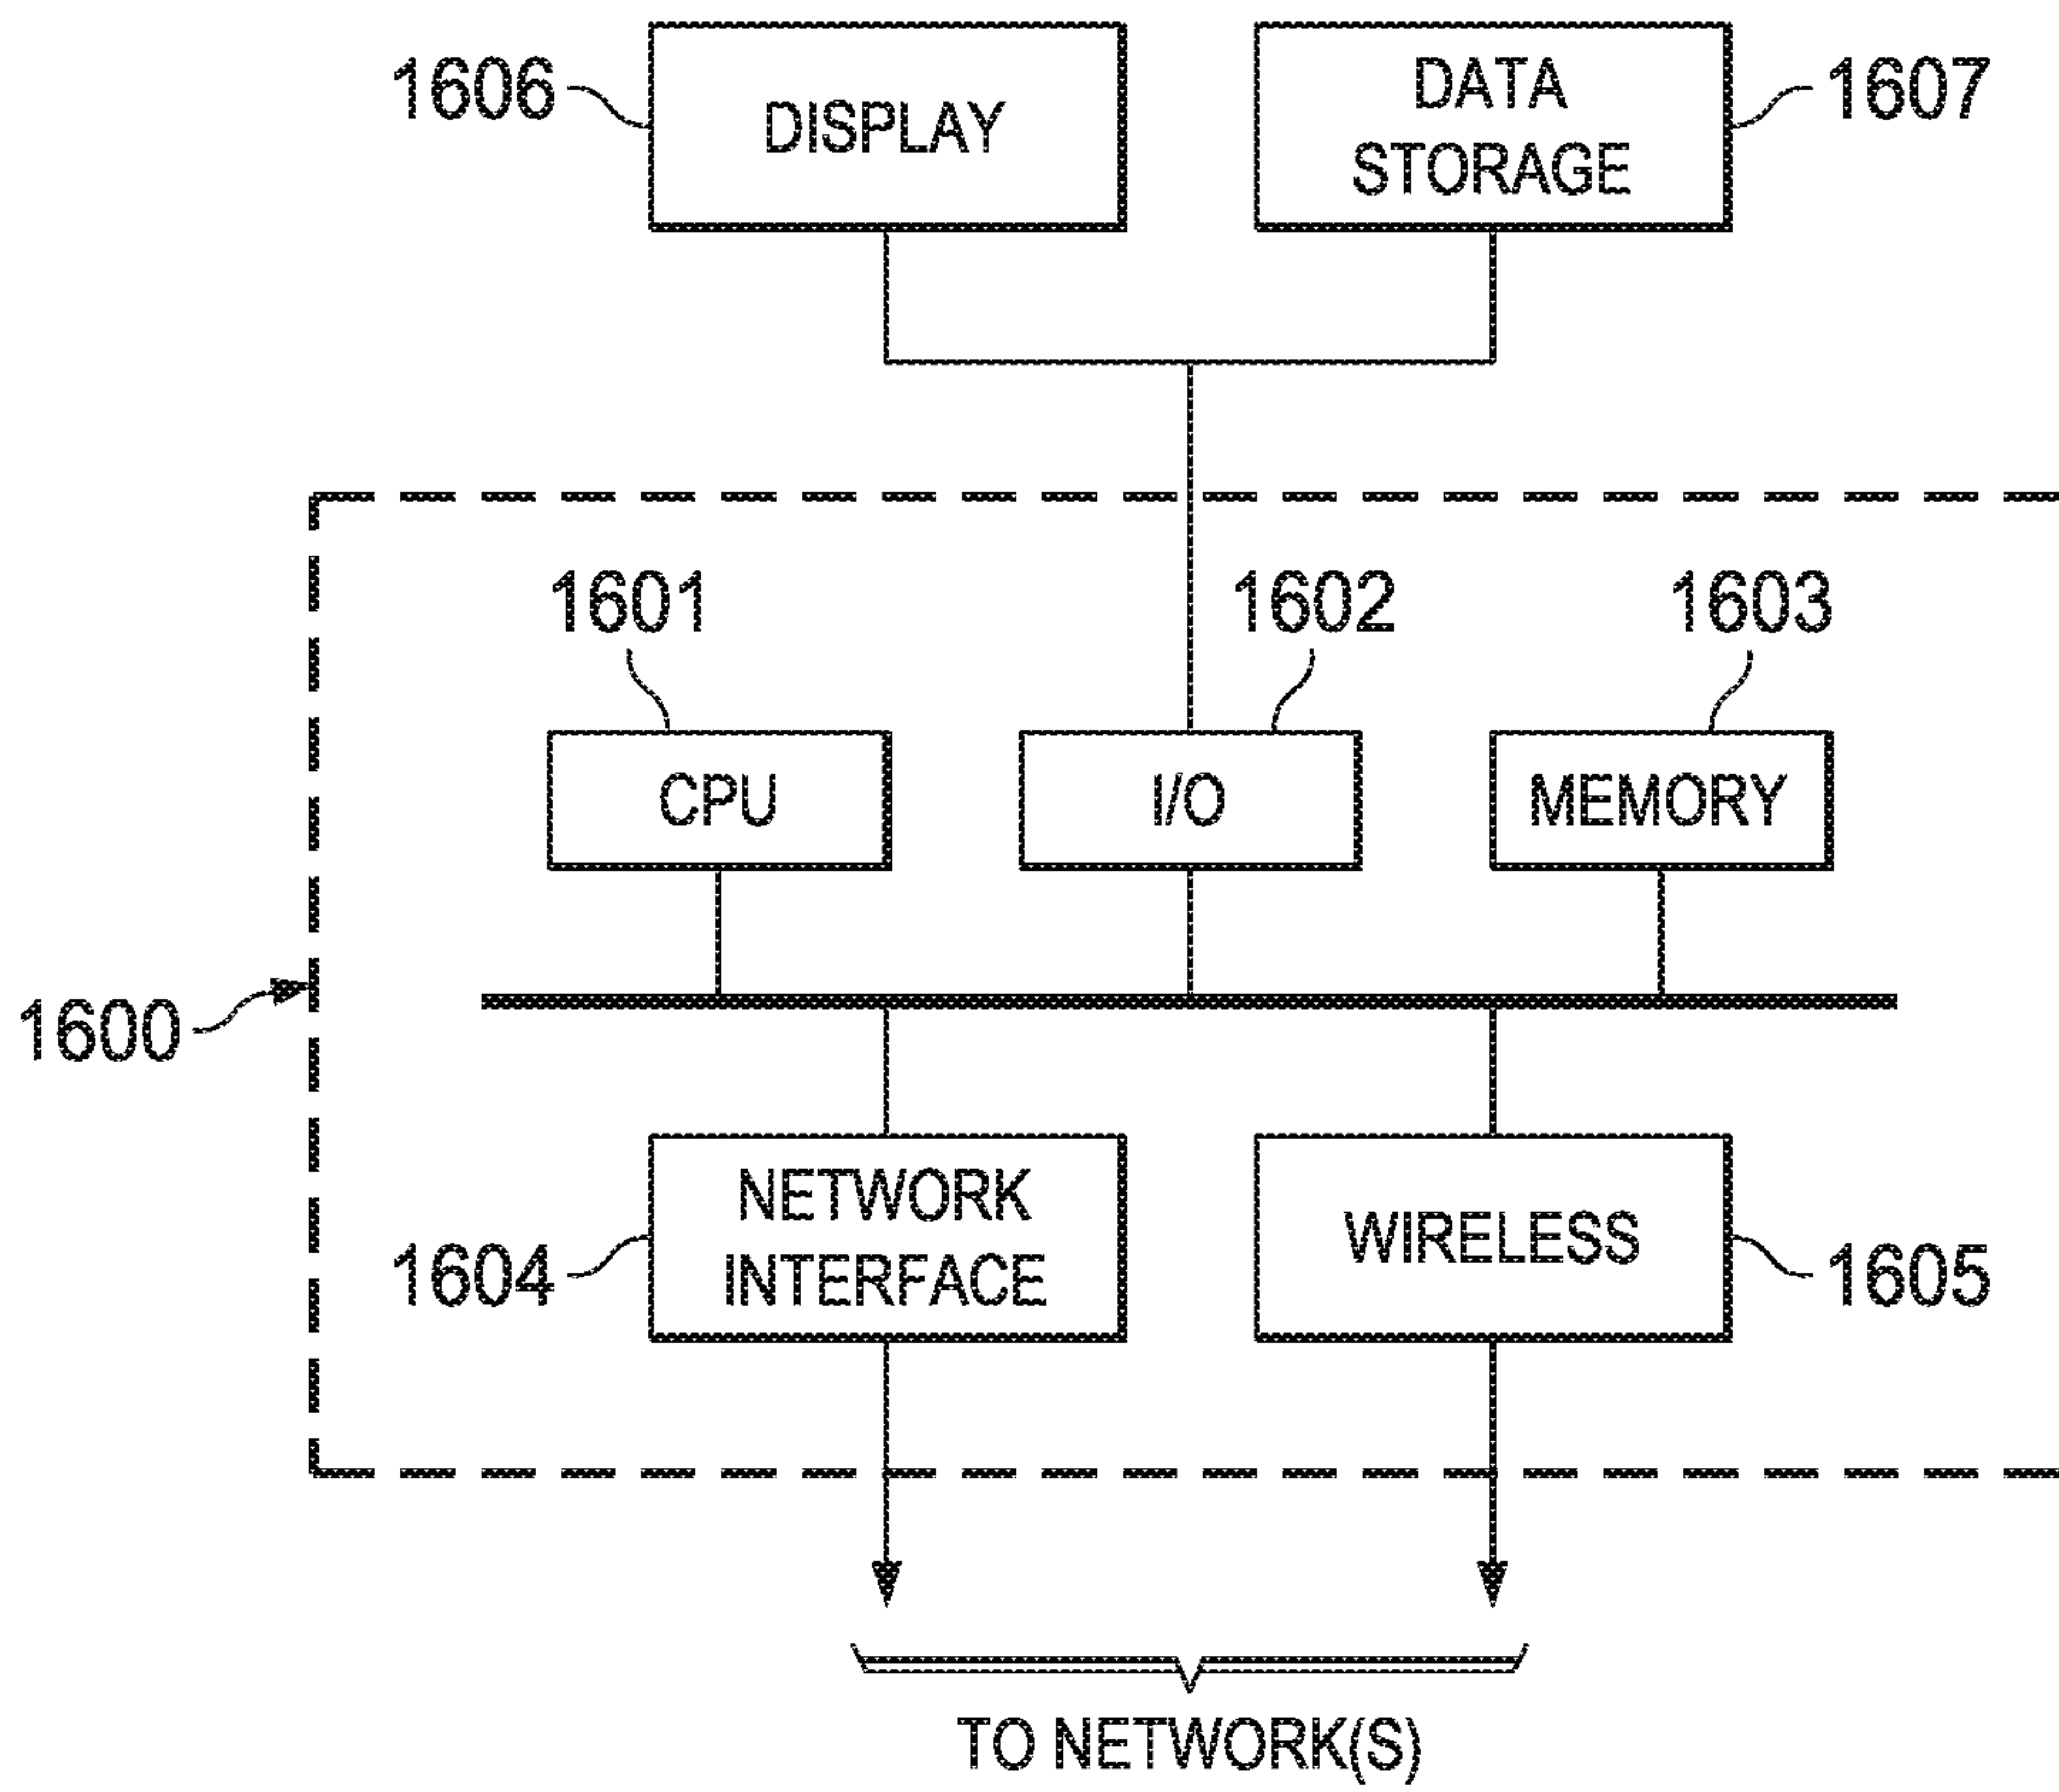 1606
DISPLAY
DATA
STORAGE
1607
1601
1602
1603
CPU
I/O
MEMORY
1600
NETWORK
INTERFACE
1604
WIRELESS
1605
TO NETWORK(S)